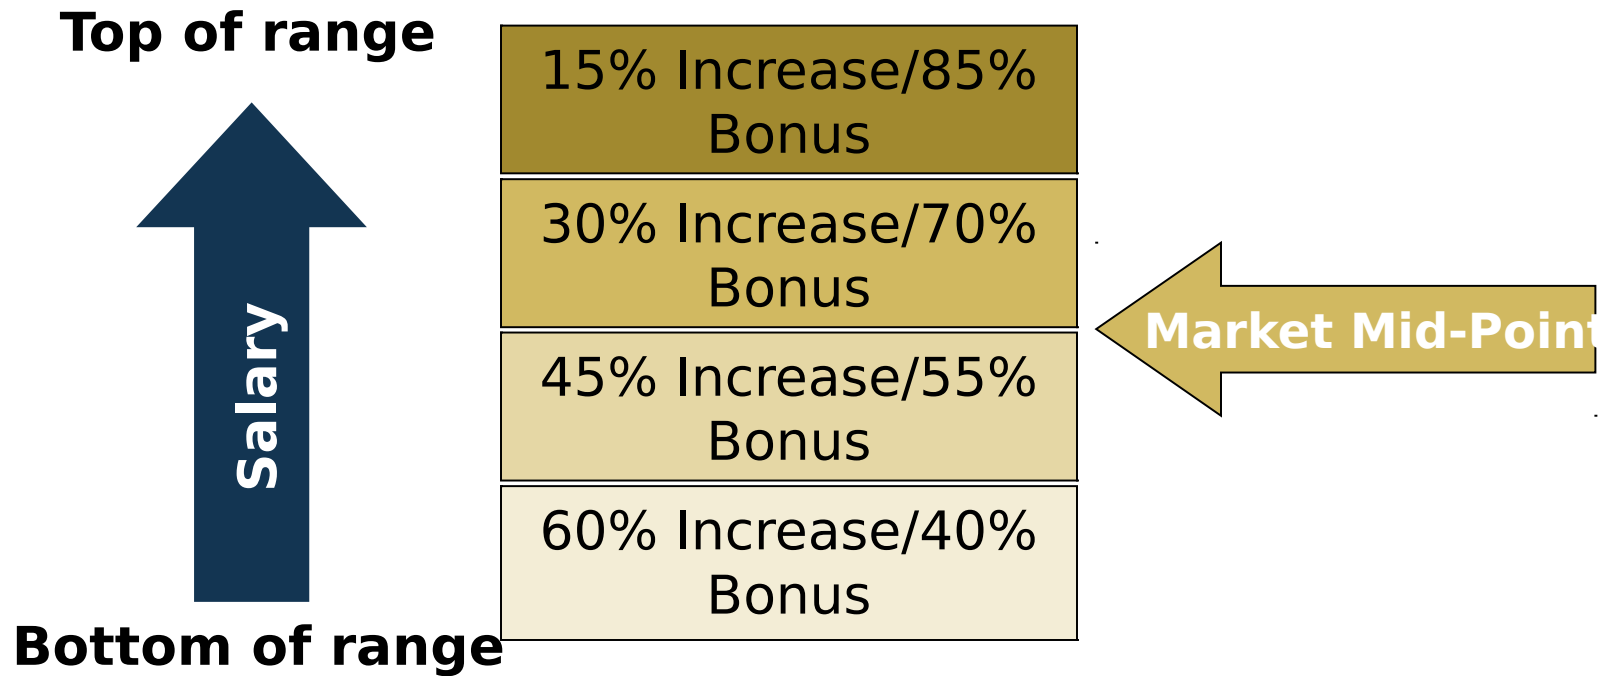 Top of range
15% Increase/85%
Bonus
30% Increase/70%
Bonus
Salary
Market Mid-Point
45% Increase/55%
Bonus
60% Increase/40%
Bonus
Bottom of range